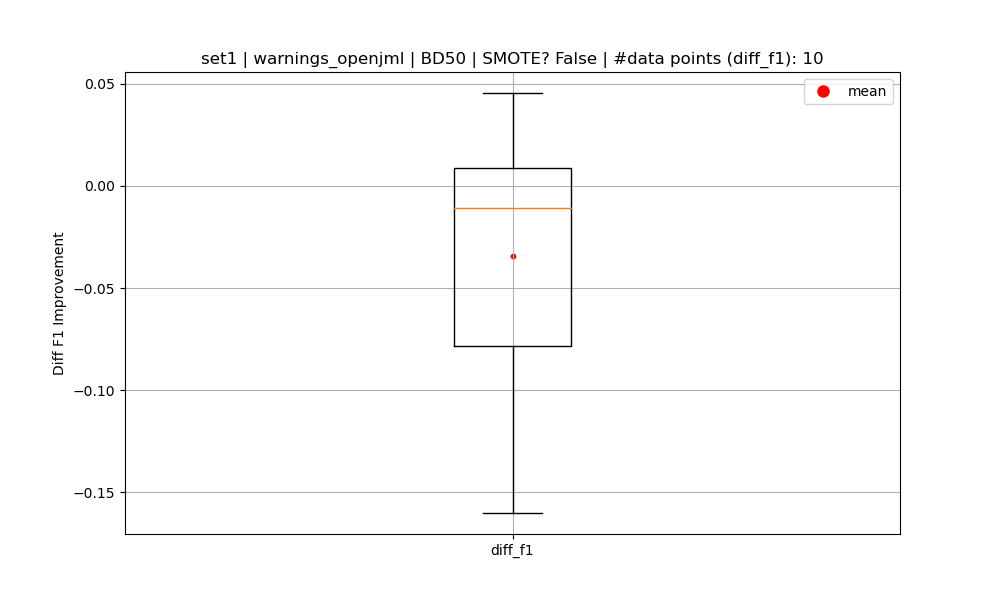 set1 | warnings_openjml | BD50 | SMOTE? False | #data points (diff_f1): 10
mean
0.05
0.00
−0.05
−0.10
−0.15
Diff F1 Improvement
diff_f1